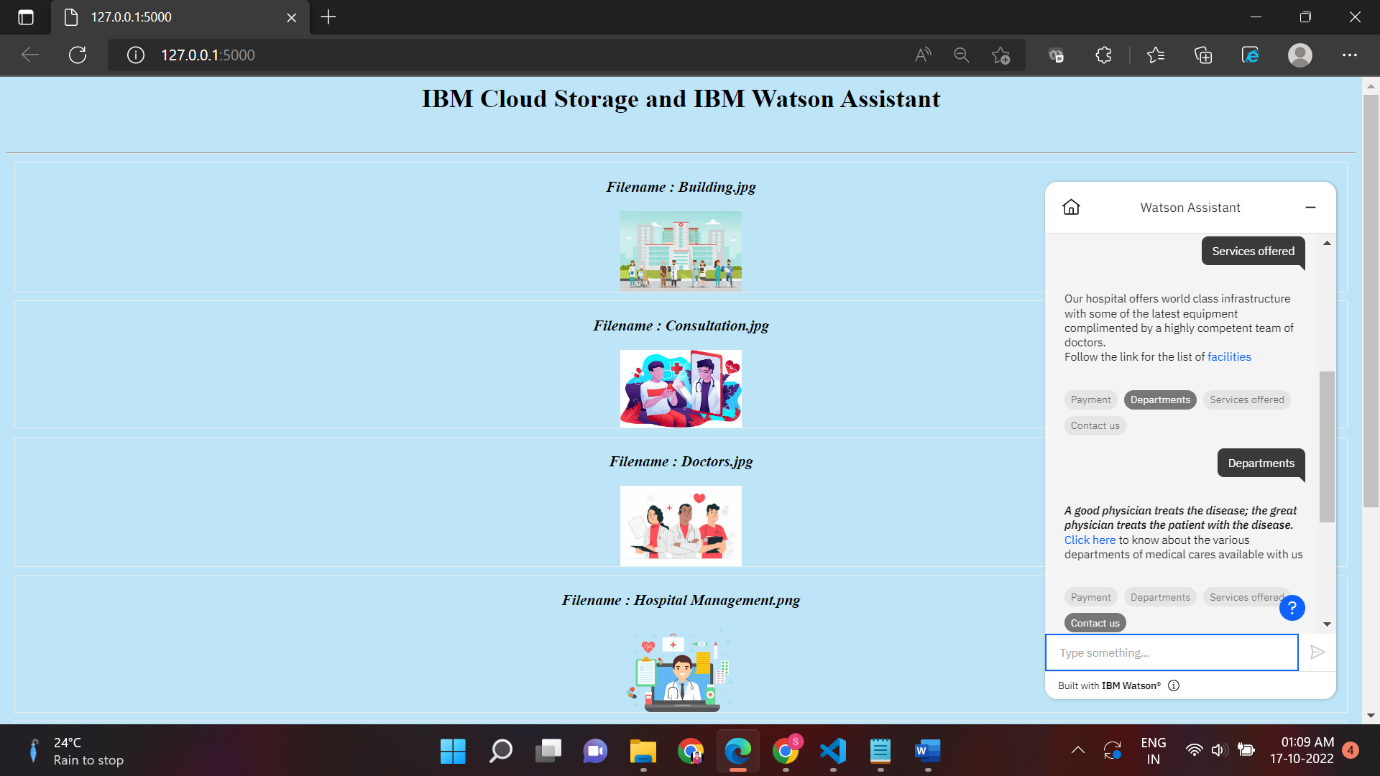 127.0.0.1:5000
127.0.0.1:5000
IBM Cloud Storage and IBM Watson Assistant
Filename : Building.jpg
Filename : Consultation.jpg
Filename : Doctors.jpg
Filename : Hospital Management.png
Watson Assistant
Services offered
Our hospital offers world class infrastructure
with some of the latest equipment
complimented by a highly competent team of
doctors.
Follow the link for the list of facilities
Payment Departments Services offered
Contact us
Departments
A good physician treats the disease; the great
physician treats the patient with the disease.
Click here to know about the various
departments of medical cares available with us
Payment Departments Services offered
?
Contact us
Type something...
Built with IBM Watson®
24°C
Rain to stop
S
ENG
IN
01:09 AM
17-10-2022
4